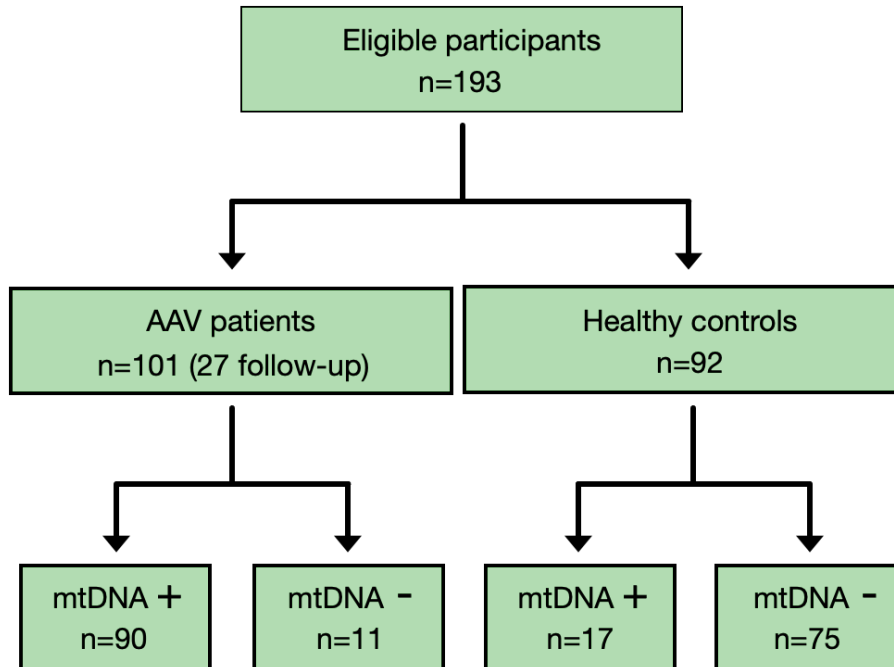 Eligible participants
n=193
AAV patients
n=101 (27 follow-up)
Healthy controls
n=92
mtDNA +
n=90
mtDNA -
n=11
mtDNA +
n=17
mtDNA -
n=75